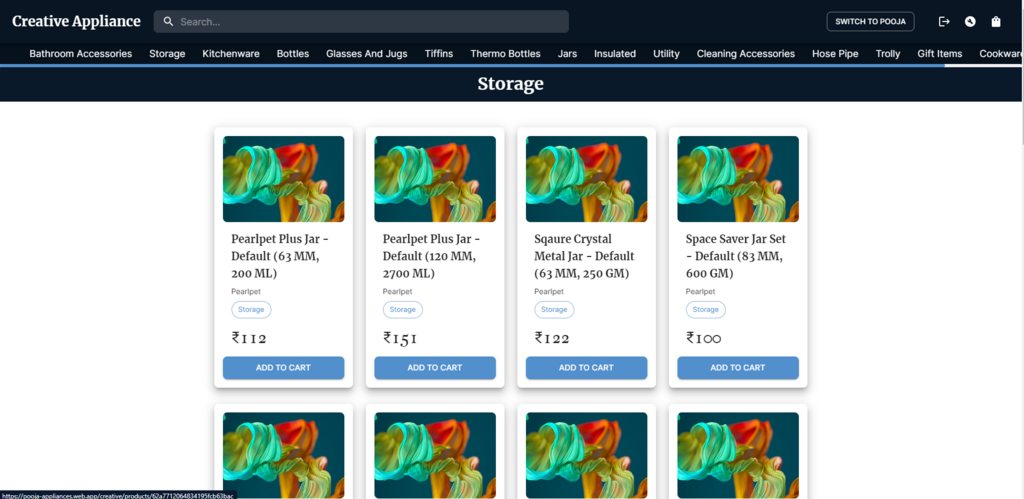 Creative Appliance
Search...
SWITCH TO POOJA
Bathroom Accessories Storage Kitchenware Bottles Glasses And Jugs Tiffins Thermo Bottles Jars Insulated Utility Cleaning Accessories Hose Pipe Trolly Gift Items Cookwar
Storage
Pearlpet Plus Jar -
Default (63 MM,
200 ML)
Pearlpet
Storage
₹112
ADD TO CART
Pearlpet Plus Jar -
Default (120 MM,
2700 ML)
Pearlpet
Storage
₹151
ADD TO CART
Sqaure Crystal
Metal Jar - Default
(63 MM, 250 GM)
Pearlpet
Storage
₹122
ADD TO CART
Space Saver Jar Set
- Default (83 MM,
600 GM)
Pearlpet
Storage
₹100
ADD TO CART
https://pooja-appliances.web.app/creative/products/62a7712064834195fcb63bac